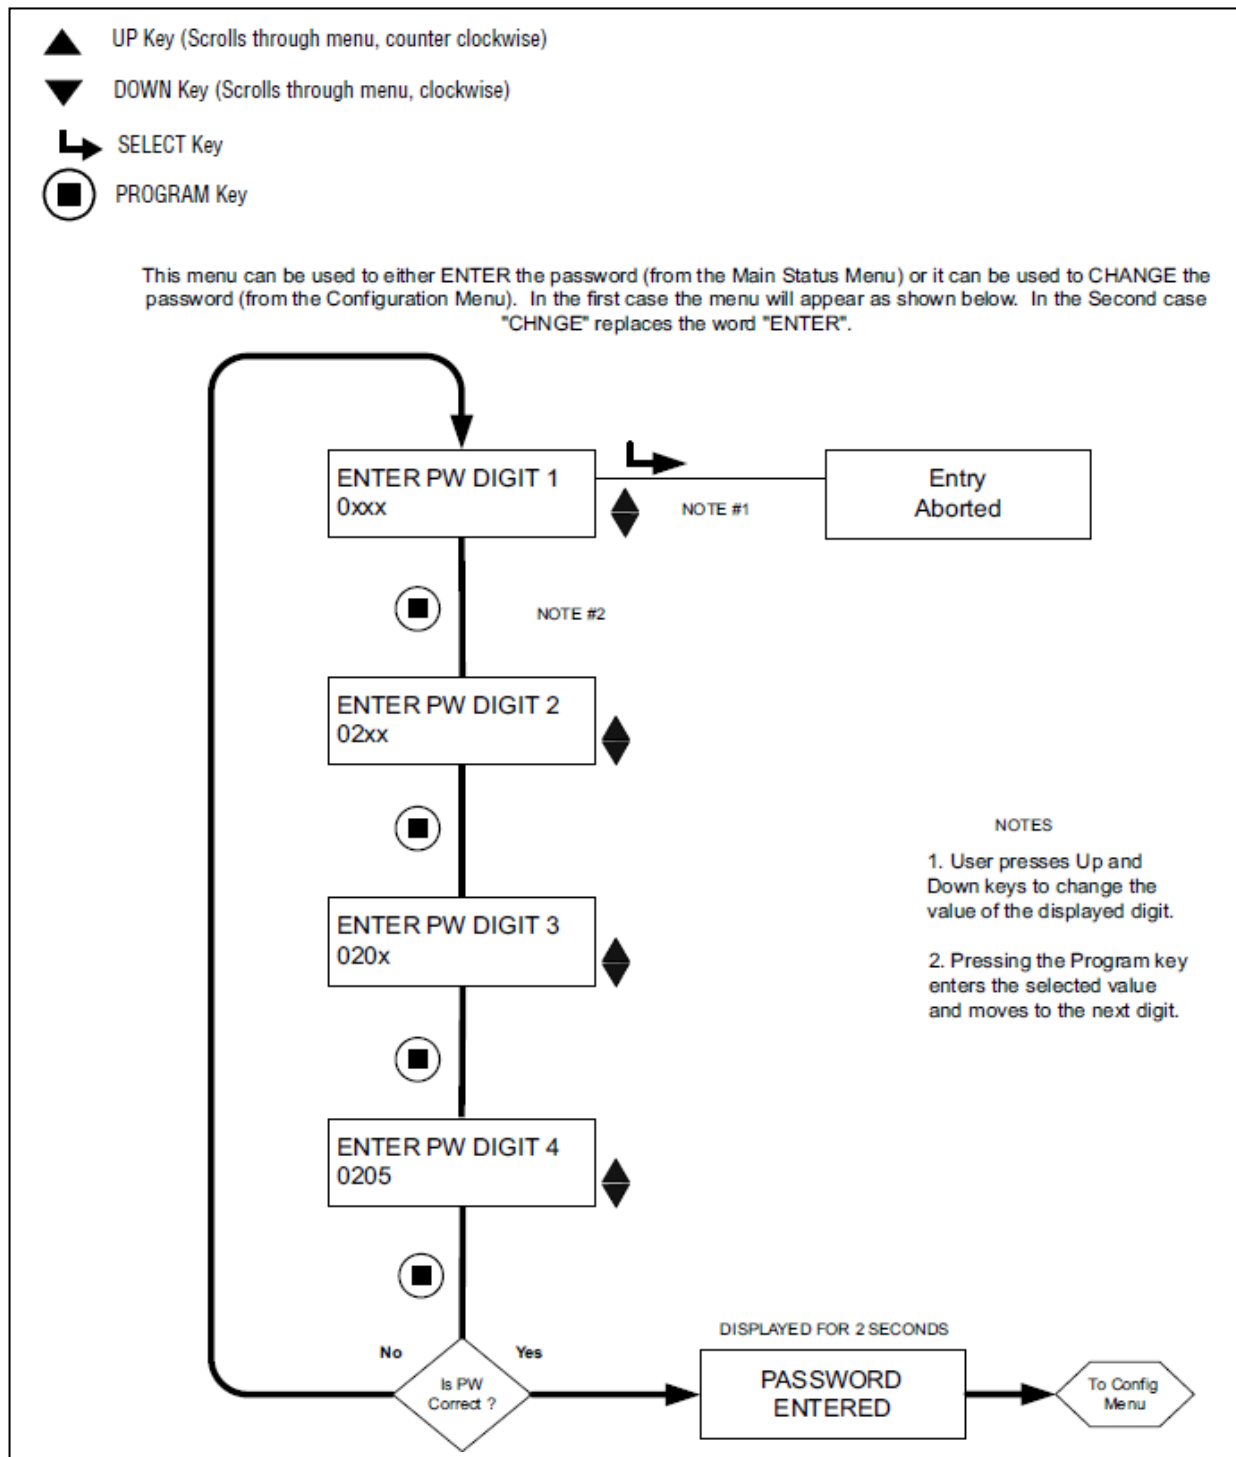 UP Key (Scrolls through menu, counter clockwise)
DOWN Key (Scrolls through menu, clockwise)
SELECT Key
PROGRAM Key
This menu can be used to either ENTER the password (from the Main Status Menu) or it can be used to CHANGE the
password (from the Configuration Menu). In the first case the menu will appear as shown below. In the Second case
"CHNGE" replaces the word "ENTER".
ENTER PW DIGIT 1
0xxx
NOTE #1
Entry
Aborted
NOTE #2
ENTER PW DIGIT 2
02xx
ENTER PW DIGIT 3
020x
NOTES
1. User presses Up and
Down keys to change the
value of the displayed digit.
2. Pressing the Program key
enters the selected value
and moves to the next digit.
ENTER PW DIGIT 4
0205
No
Yes
Is PW
Correct ?
DISPLAYED FOR 2 SECONDS
PASSWORD
ENTERED
To Config
Menu